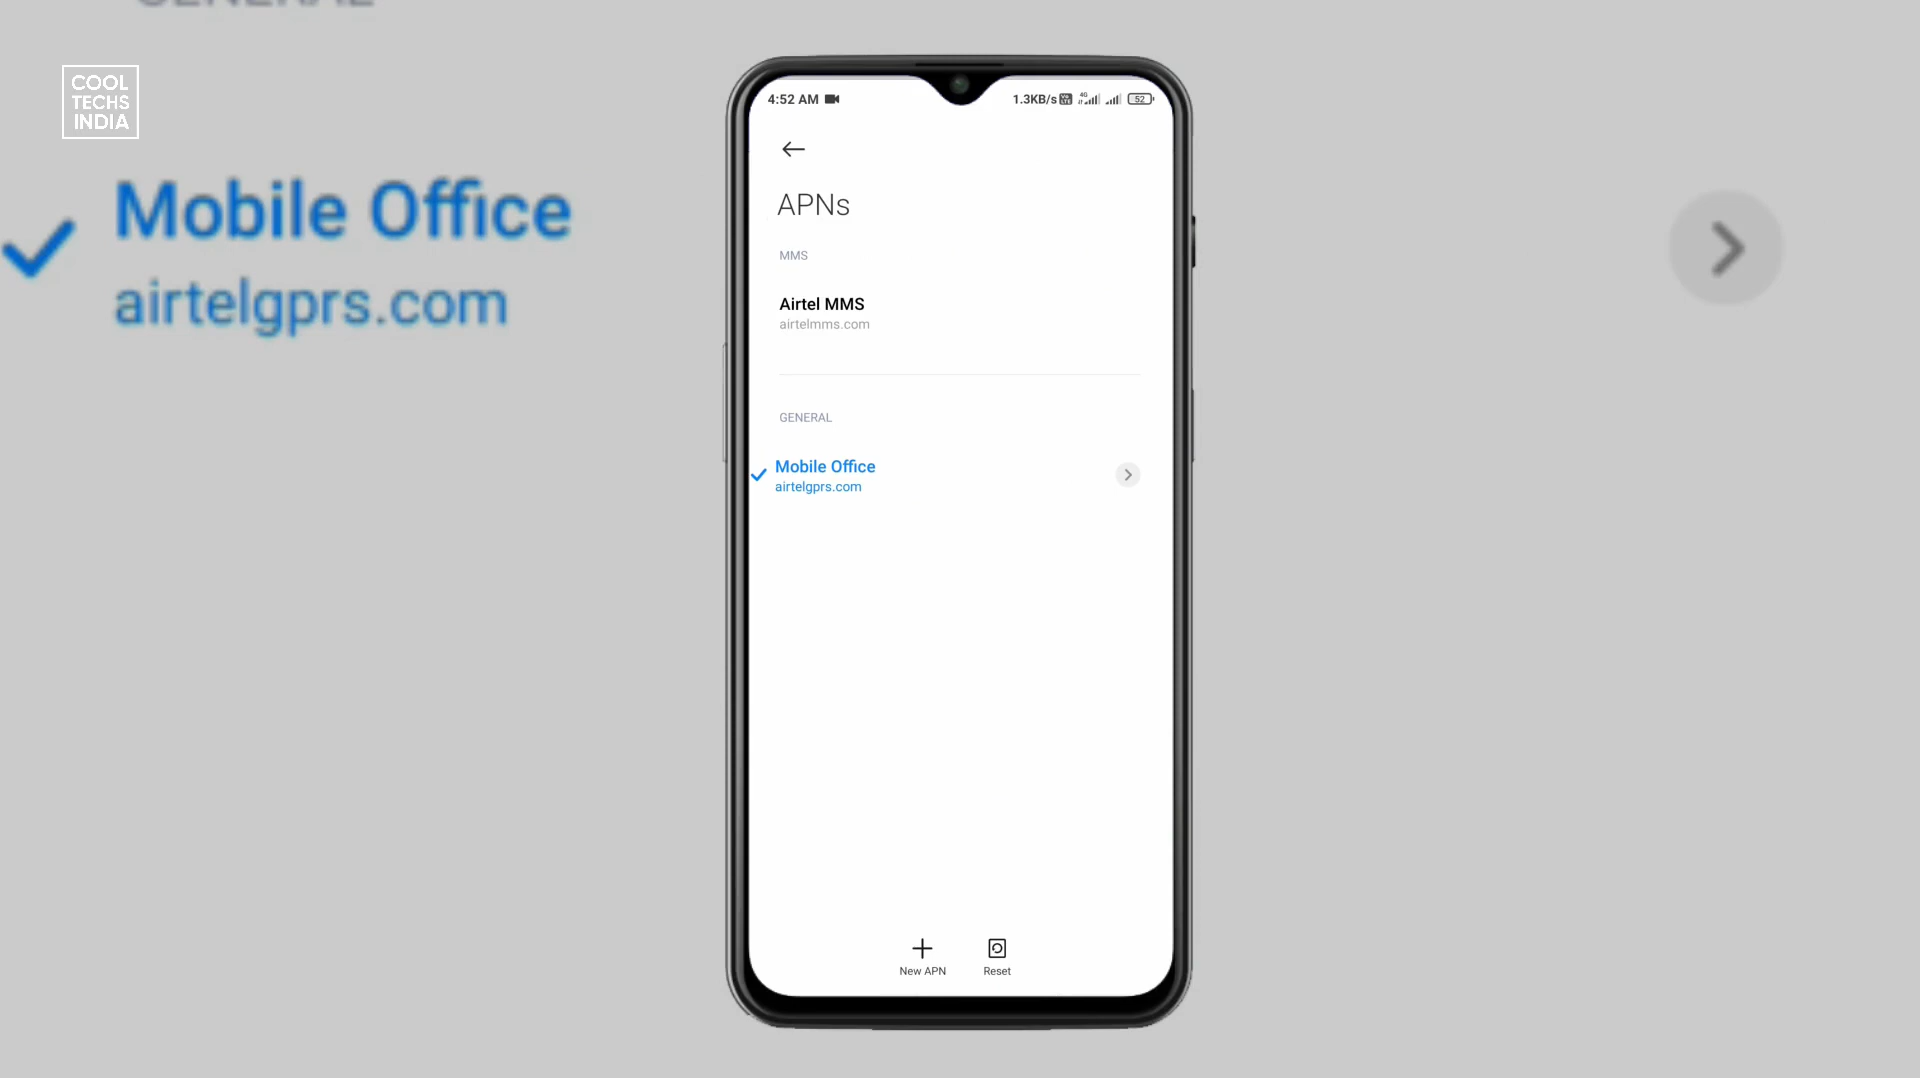 COOL
TECHS
INDIA
Mobile Office
airtelgprs.com
4:52 AM
1.3KB/s
4G
52
APNs
MMS
Airtel MMS
airtelmms.com
GENERAL
Mobile Office
airtelgprs.com
New APN
Reset